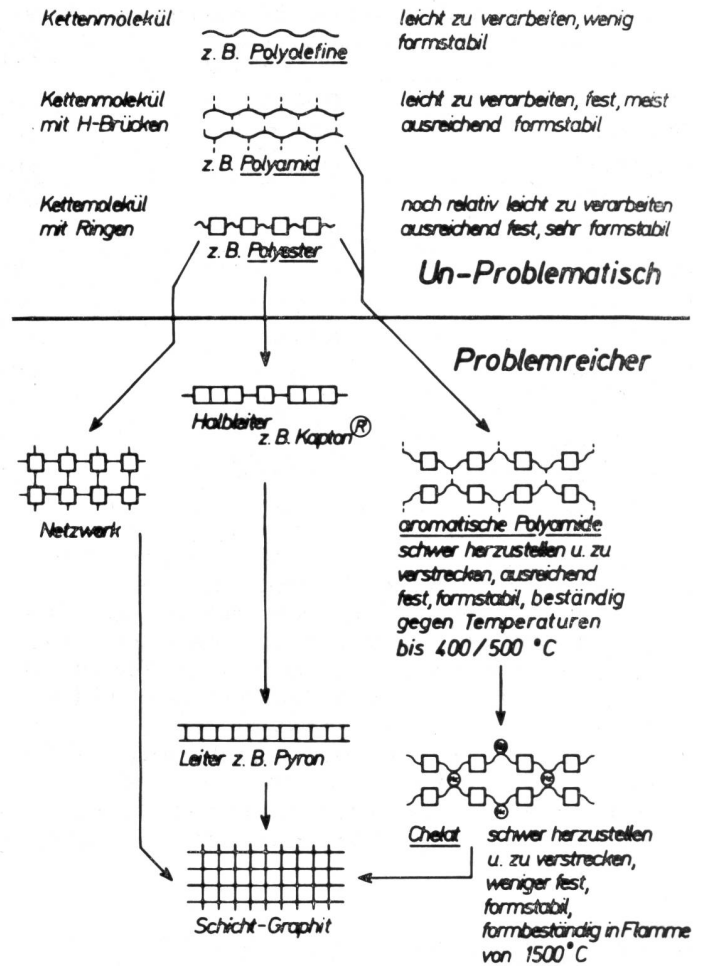 Kettenmolekül
z. B. Polyolefine
leicht zu verarbeiten, wenig
formstabil
Kettenmolekül
mit H-Brücken
z. B. Polyamid
leicht zu verarbeiten, fest, meist
ausreichend formstabil
Kettemolekül
mit Ringen
z. B. Polyester
noch relativ leicht zu verarbeiten
ausreichend fest, sehr formstabil
Un-Problematisch
Problemreicher
Halbleiter
z. B. Kapton ®
Netzwerk
aromatische Polyamide
schwer herzustellen u. zu
verstrecken, ausreichend
fest, formstabil, beständig
gegen Temperaturen
bis 400/500 °C
Leiter z. B. Pyron
Chelat
schwer herzustellen
u. zu verstrecken,
weniger fest,
formstabil,
formbeständig in Flamme
von 1500°C
Schicht-Graphit